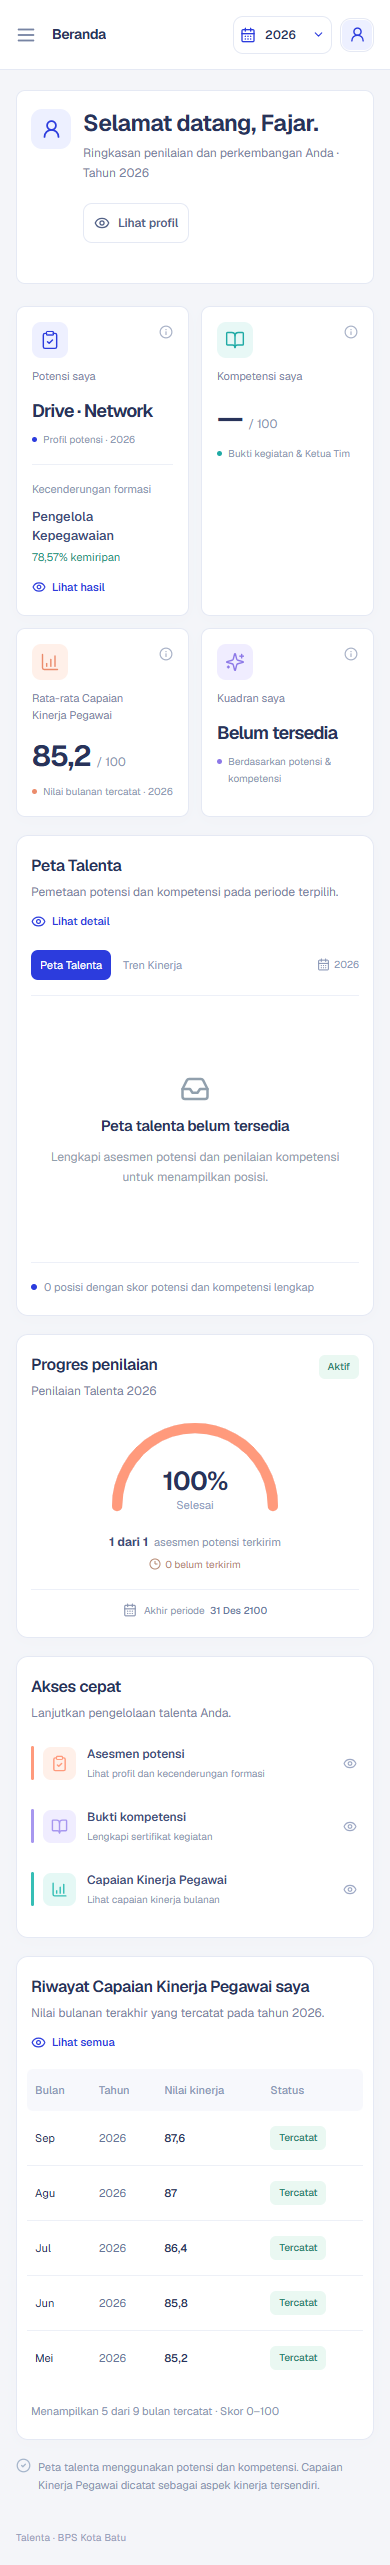 Beranda
2026
Selamat datang, Fajar.
Ringkasan penilaian dan perkembangan Anda ·
Tahun 2026
Lihat profil
Potensi saya
Drive · Network
Profil potensi · 2026
Kecenderungan formasi
Pengelola
Kepegawaian
78,57% kemiripan
Lihat hasil
Kompetensi saya
— / 100
Bukti kegiatan & Ketua Tim
Rata-rata Capaian
Kinerja Pegawai
85,2 / 100
Nilai bulanan tercatat · 2026
Kuadran saya
Belum tersedia
Berdasarkan potensi &
kompetensi
Peta Talenta
Pemetaan potensi dan kompetensi pada periode terpilih.
Lihat detail
Peta Talenta Tren Kinerja 2026
Peta talenta belum tersedia
Lengkapi asesmen potensi dan penilaian kompetensi
untuk menampilkan posisi.
0 posisi dengan skor potensi dan kompetensi lengkap
Progres penilaian Aktif
Penilaian Talenta 2026
100%
Selesai
1 dari 1 asesmen potensi terkirim
0 belum terkirim
Akhir periode 31 Des 2100
Akses cepat
Lanjutkan pengelolaan talenta Anda.
Asesmen potensi
Lihat profil dan kecenderungan formasi
Bukti kompetensi
Lengkapi sertifikat kegiatan
Capaian Kinerja Pegawai
Lihat capaian kinerja bulanan
Riwayat Capaian Kinerja Pegawai saya
Nilai bulanan terakhir yang tercatat pada tahun 2026.
Lihat semua
Bulan Tahun Nilai kinerja Status
Sep 2026 87,6 Tercatat
Agu 2026 87 Tercatat
Jul 2026 86,4 Tercatat
Jun 2026 85,8 Tercatat
Mei 2026 85,2 Tercatat
Menampilkan 5 dari 9 bulan tercatat · Skor 0–100
Peta talenta menggunakan potensi dan kompetensi. Capaian
Kinerja Pegawai dicatat sebagai aspek kinerja tersendiri.
Talenta · BPS Kota Batu